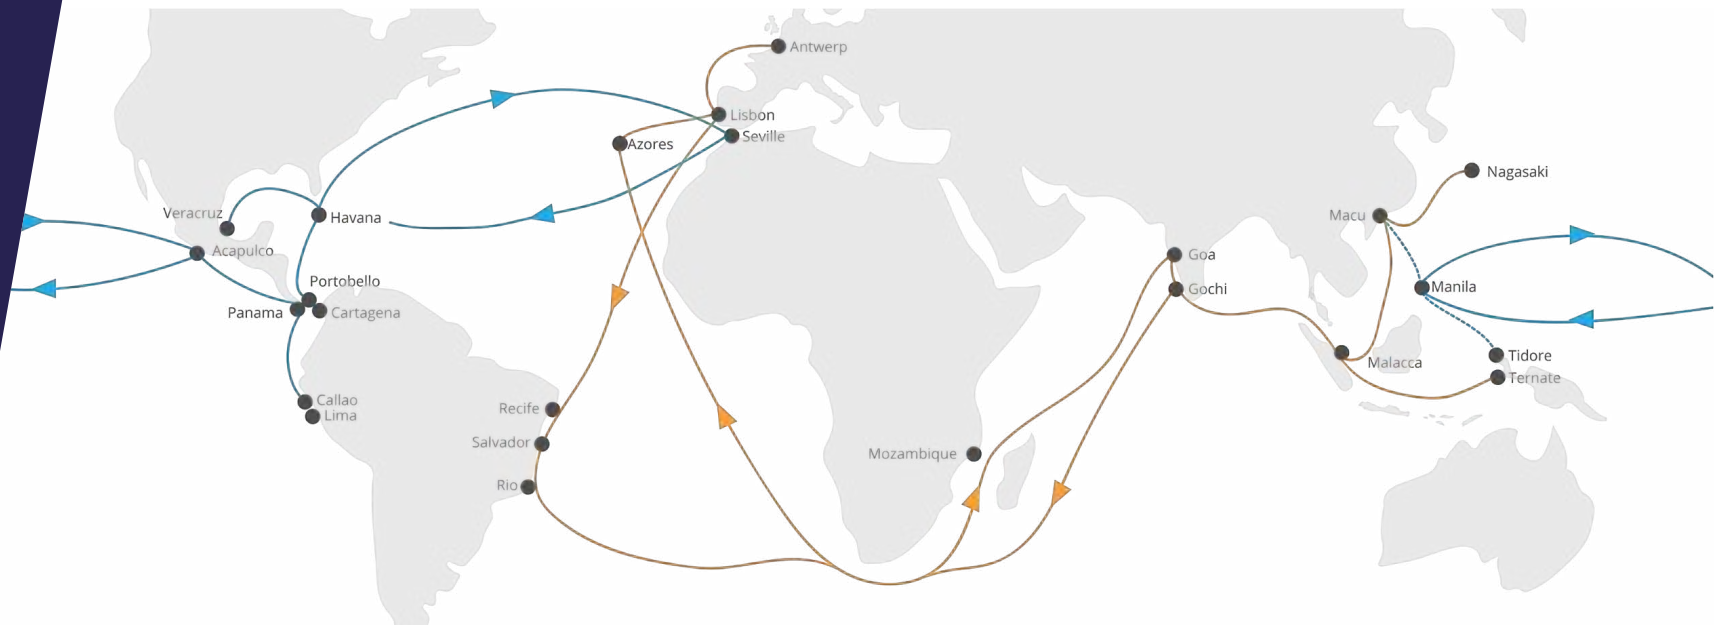 Antwerp
Lisbon
Seville
Azores
Nagasaki
Veracruz
Havana
Macu
Acapulco
Goa
Portobello
Gochi
Manila
Panama
Cartagena
Malacca
Tidore
Ternate
Callao
Lima
Recife
Salvador
Mozambique
Rio